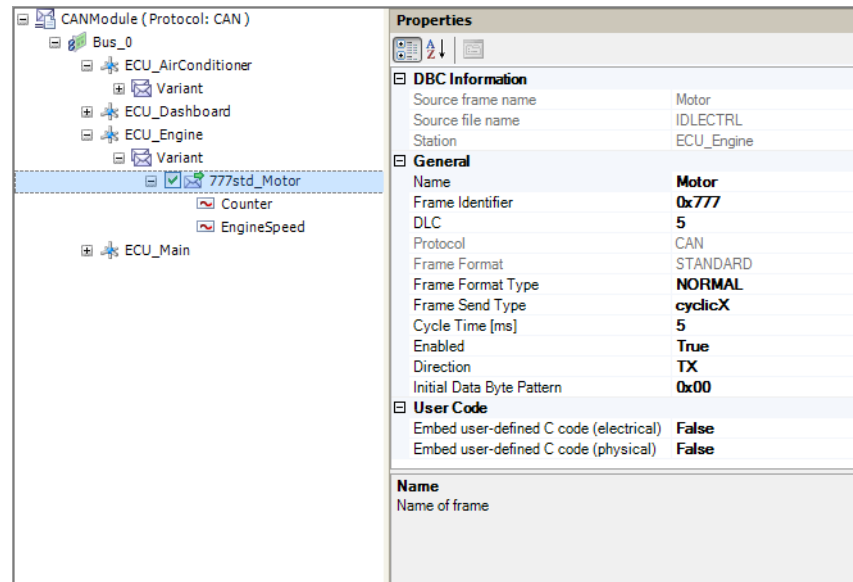 CANModule (Protocol: CAN )
Bus_0
ECU_AirConditioner
Variant
ECU_Dashboard
ECU_Engine
Variant
777std_Motor
Counter
EngineSpeed
ECU_Main
Properties
DBC Information
Source frame name Motor
Source file name IDLECTRL
Station ECU_Engine
General
Name Motor
Frame Identifier 0x777
DLC 5
Protocol CAN
Frame Format STANDARD
Frame Format Type NORMAL
Frame Send Type cyclicX
Cycle Time [ms] 5
Enabled True
Direction TX
Initial Data Byte Pattern 0x00
User Code
Embed user-defined C code (electrical) False
Embed user-defined C code (physical) False
Name
Name of frame